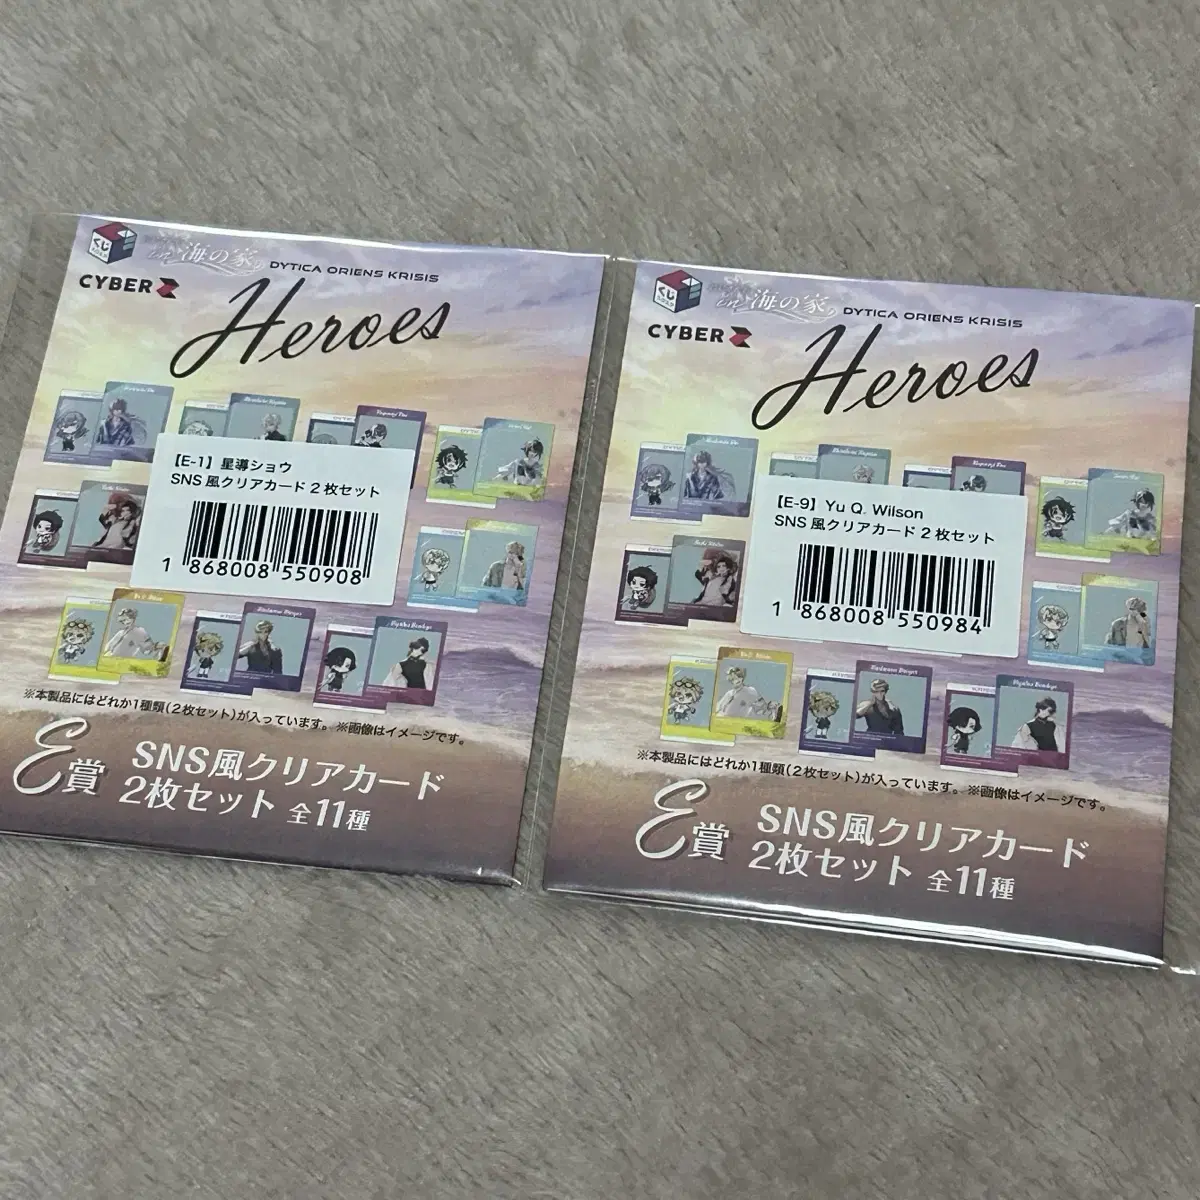 くじ
海の家
DYTICA ORIENS KRISIS
CYBER Z
Heroes
【E-1】星導ショウ
SNS 風クリアカード 2 枚セット
1 868008 550908
※本製品にはどれか1種類(2枚セット)が入っています。※画像はイメージです。
E賞
SNS風クリアカード
2枚セット 全11種
くじ
海の家
DYTICA ORIENS KRISIS
CYBER Z
Heroes
【E-9】Yu Q. Wilson
SNS 風クリアカード 2 枚セット
1 868008 550984
※本製品にはどれか1種類(2枚セット)が入っています。※画像はイメージです。
E賞
SNS風クリアカード
2枚セット 全11種